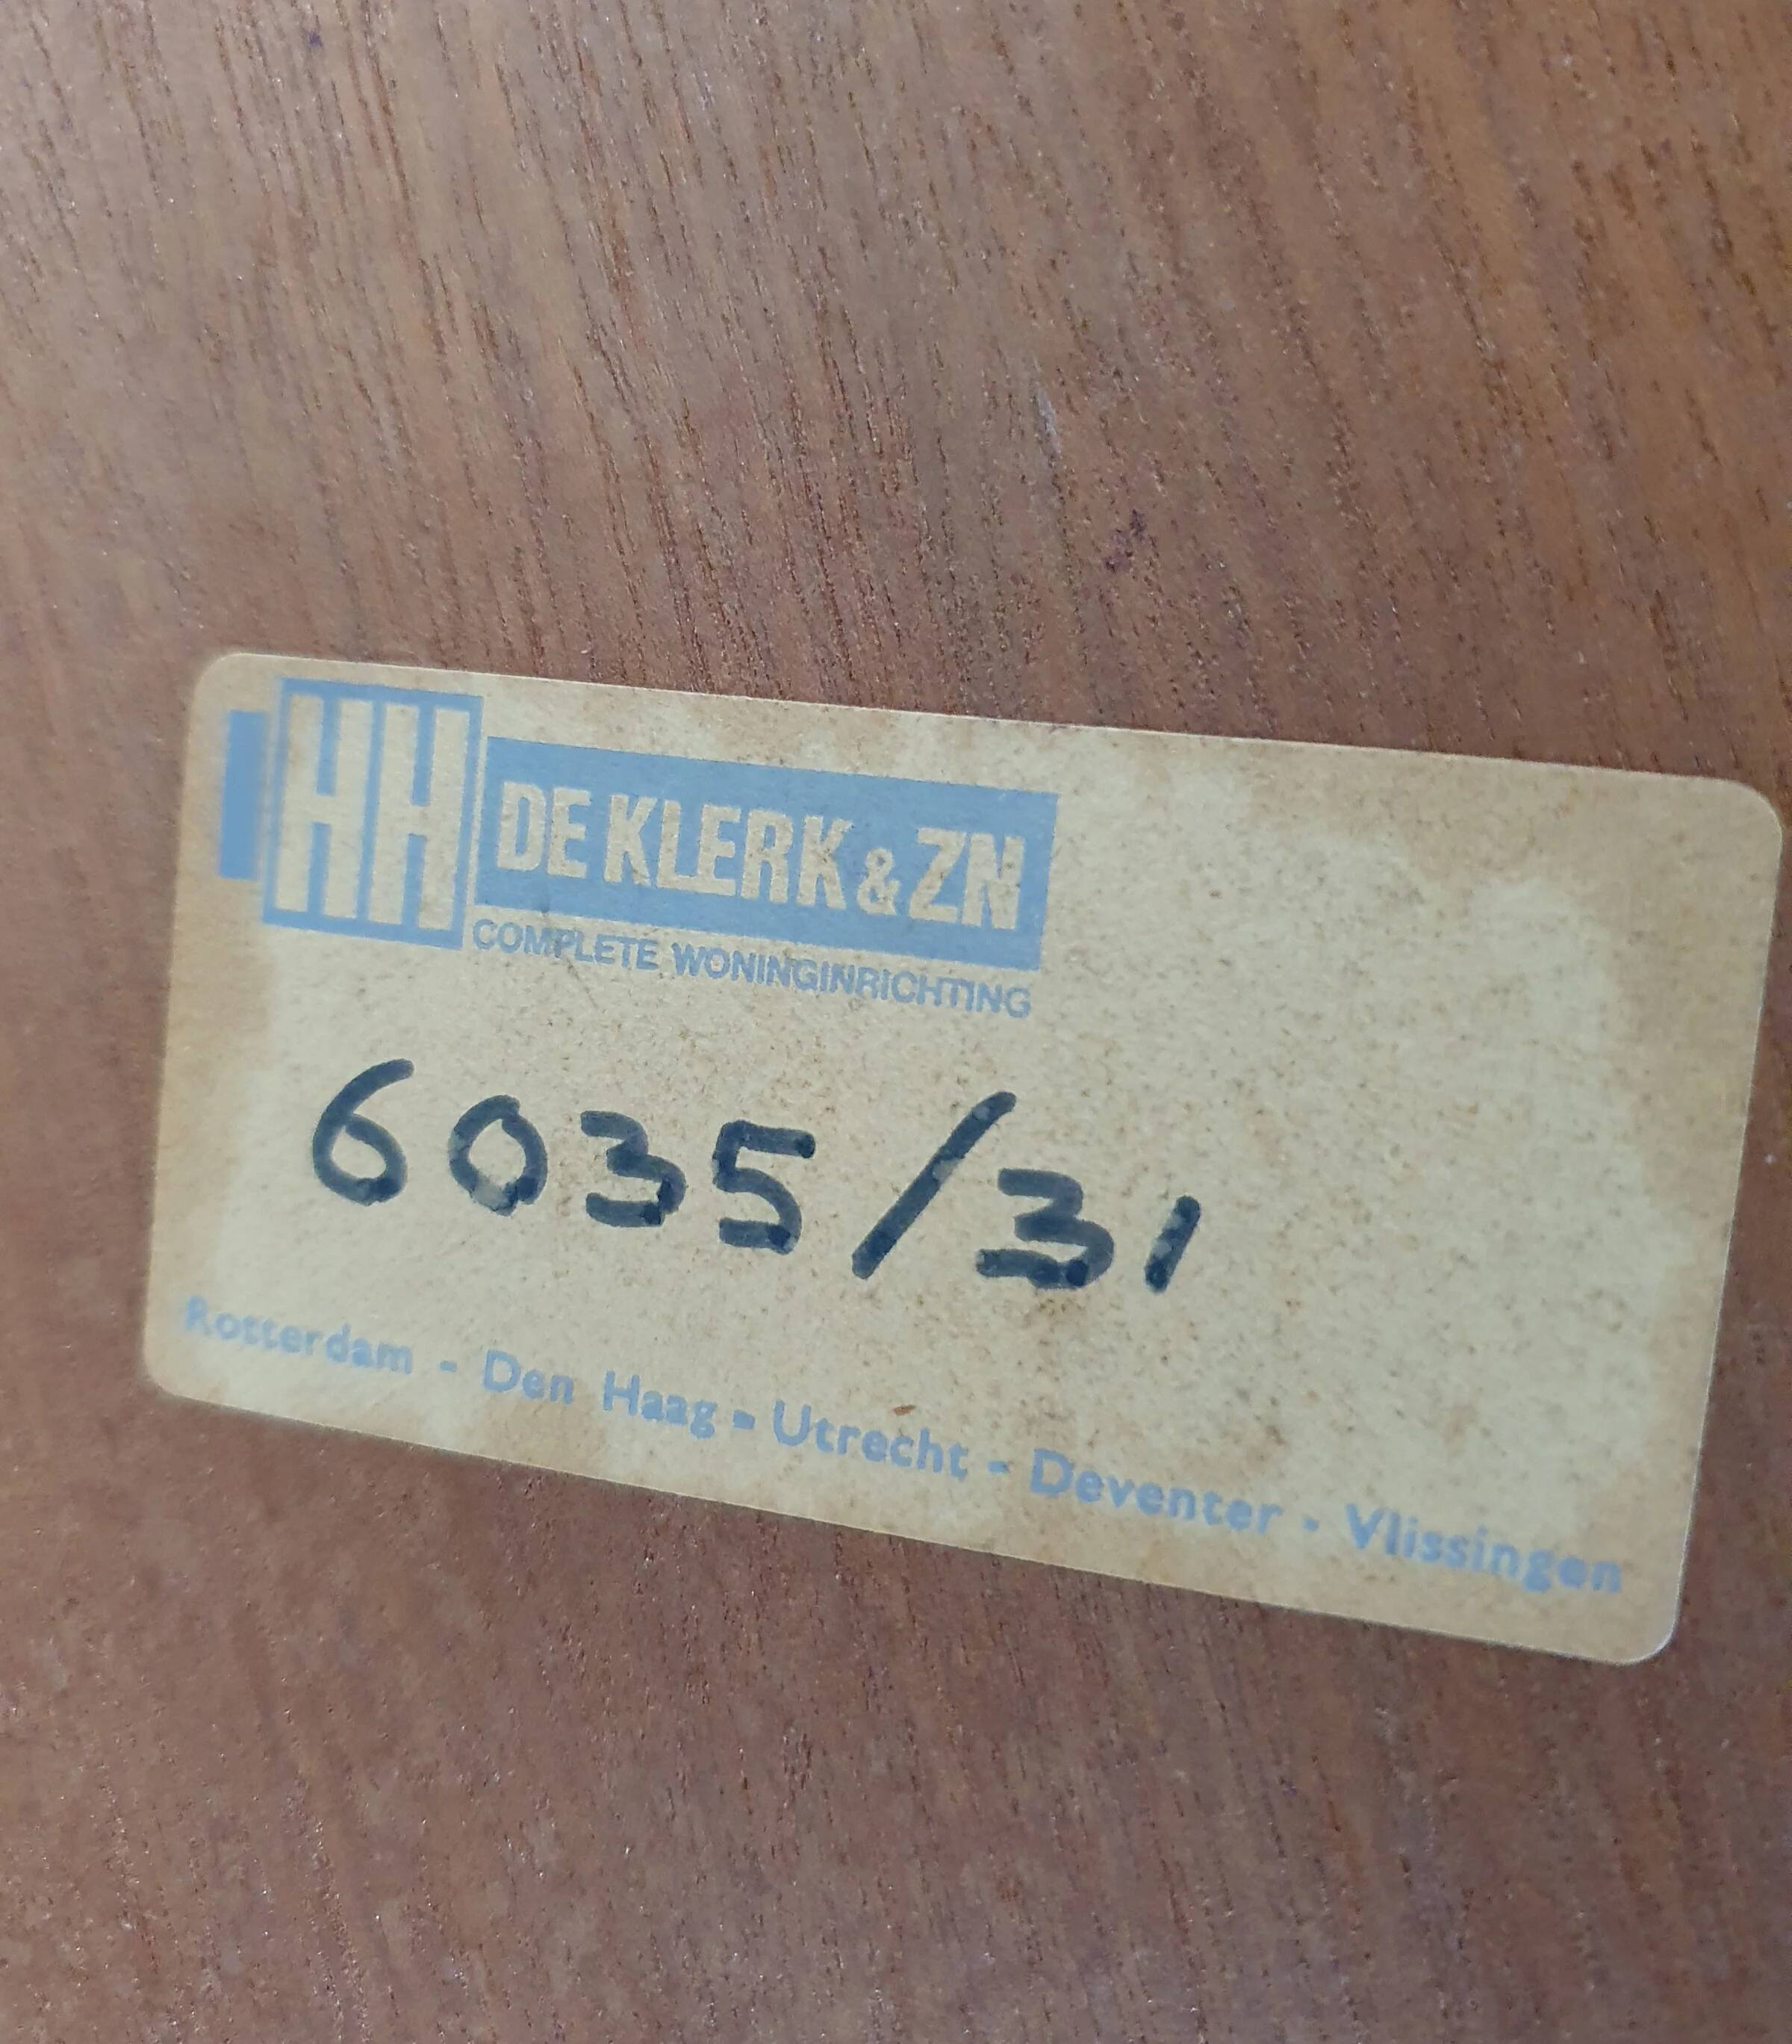 HH DE KLERK & ZN
COMPLETE WONINGINRICHTING
6035/31
Rotterdam - Den Haag - Utrecht - Deventer - Vlissingen